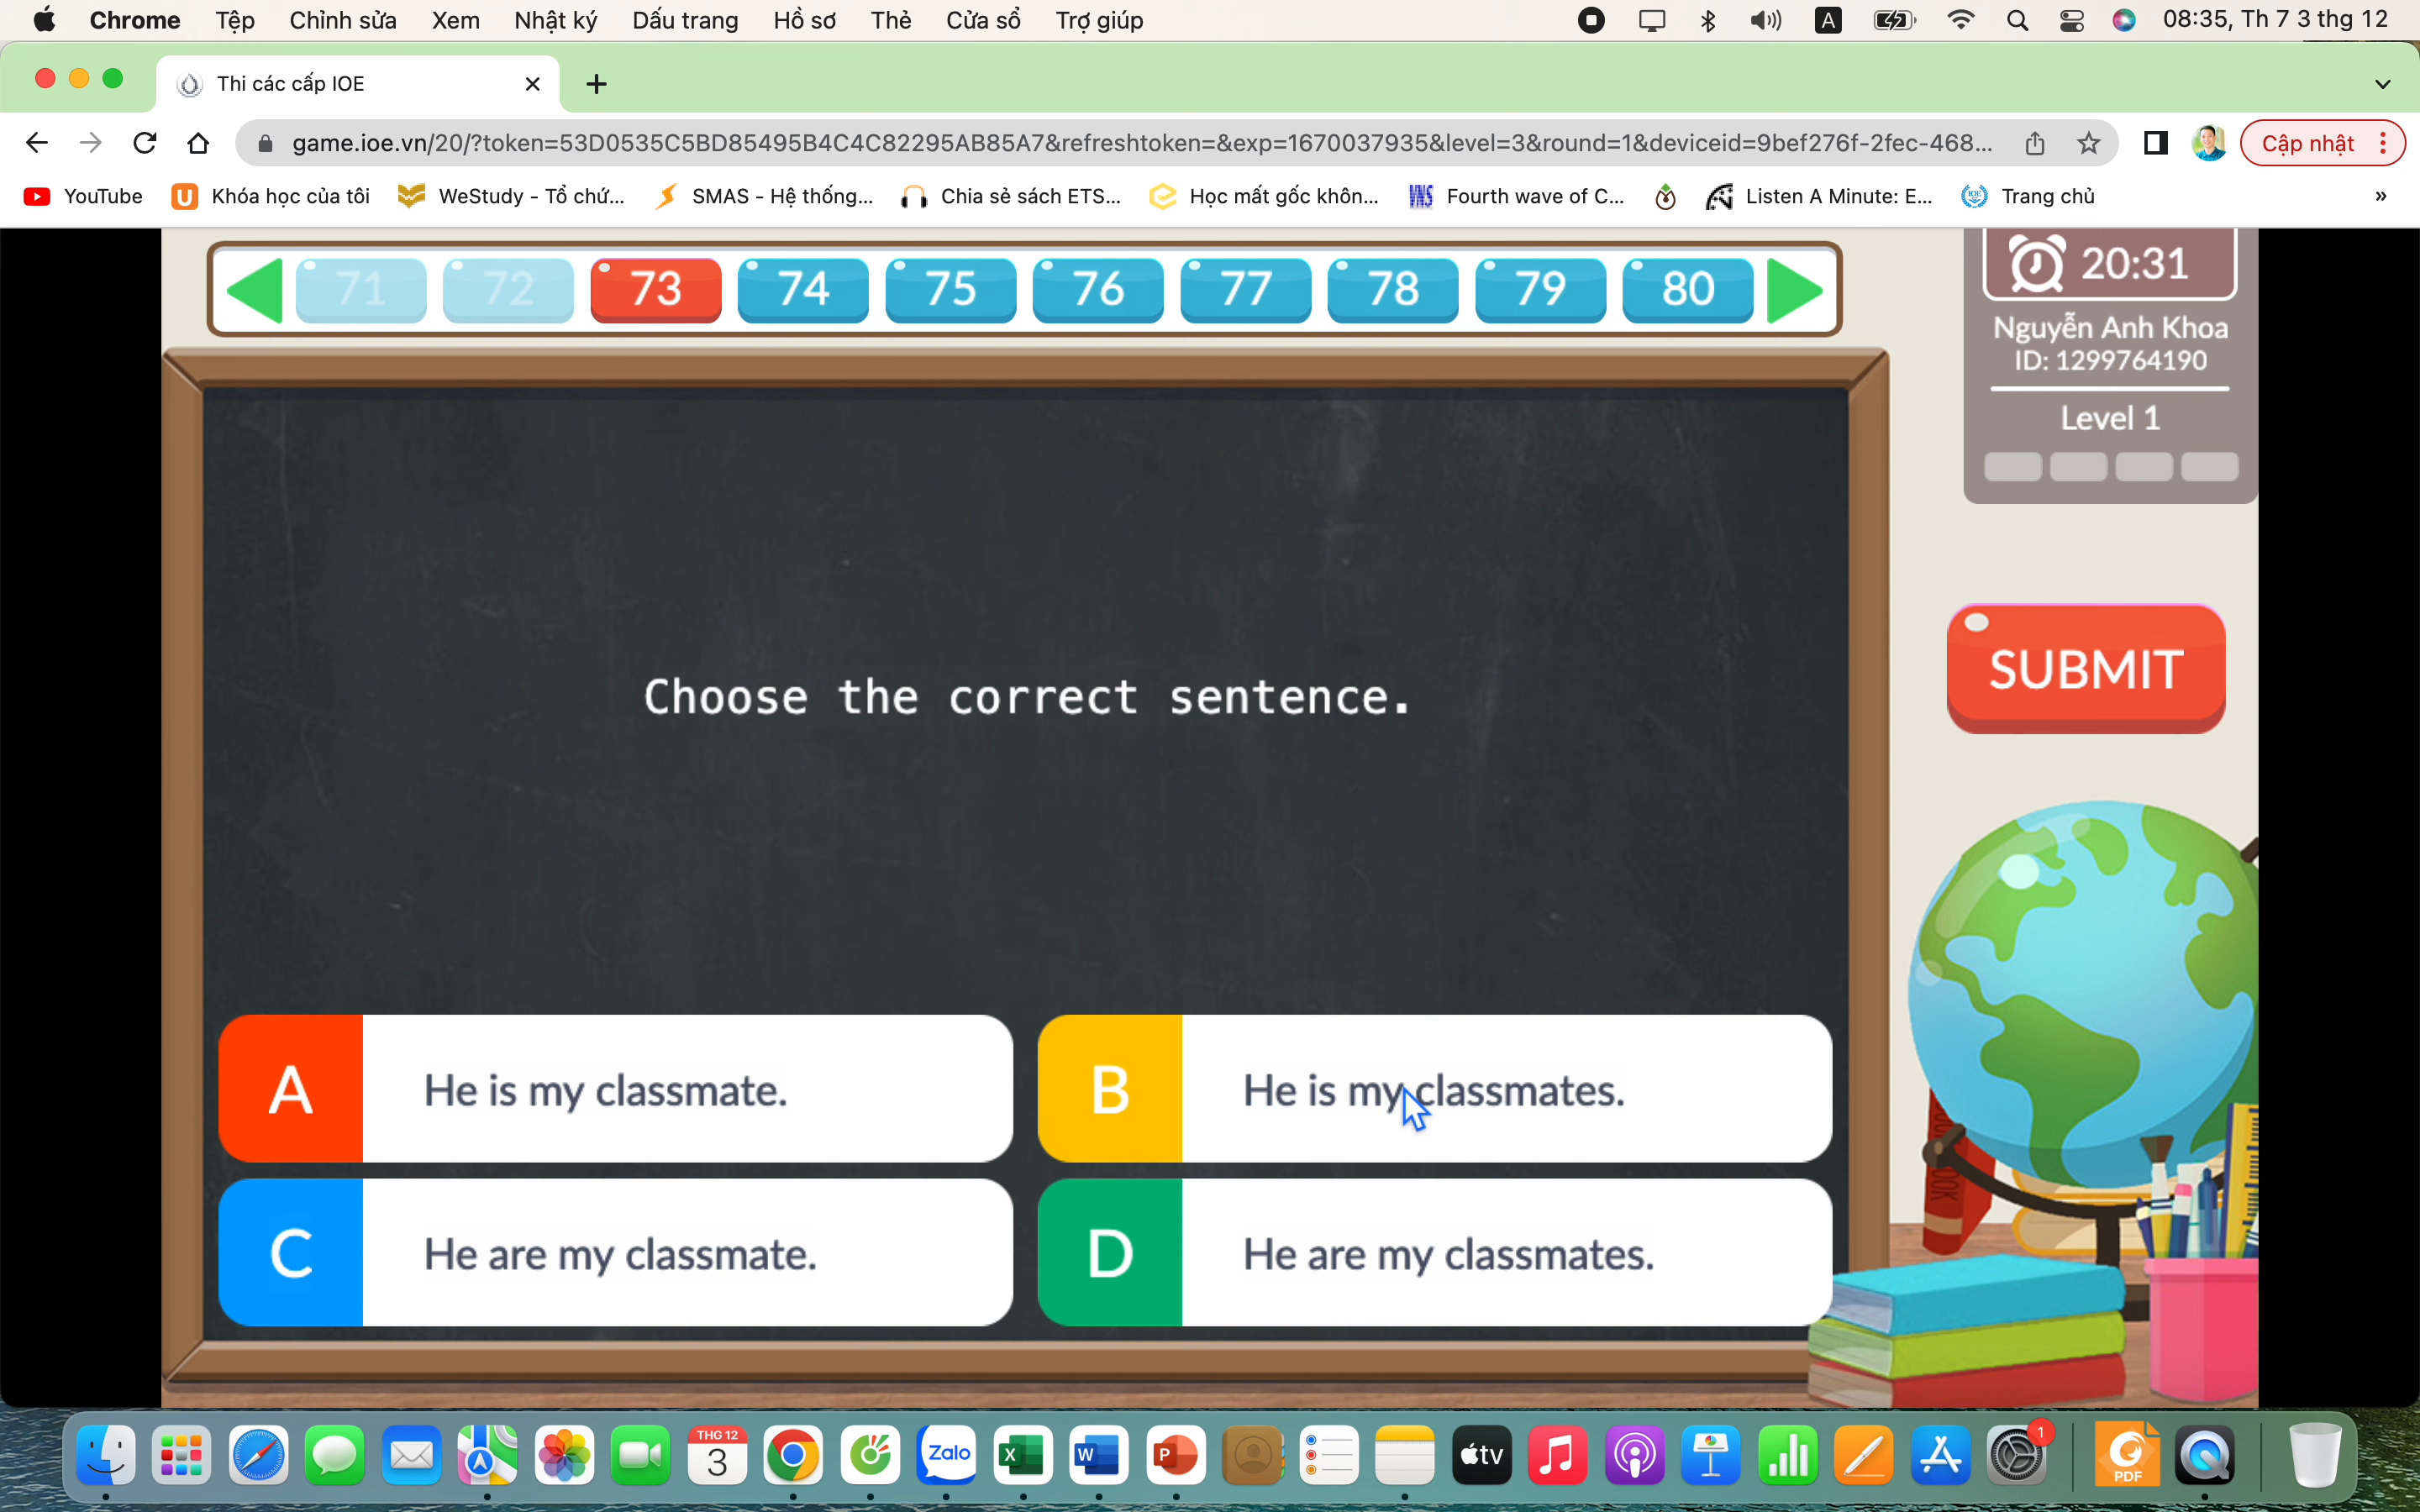 Chrome Tệp Chỉnh sửa Xem Nhật ký Dấu trang Hồ sơ Thẻ Cửa sổ Trợ giúp A 08:35, Th 7 3 thg 12
Thi các cấp IOE
game.ioe.vn/20/?token=53D0535C5BD85495B4C4C82295AB85A7&refreshtoken=&exp=1670037935&level=3&round=1&deviceid=9bef276f-2fec-468... Cập nhật
YouTube Khóa học của tôi WeStudy - Tổ chứ... SMAS - Hệ thống... Chia sẻ sách ETS... Học mất gốc khôn... Fourth wave of C... Listen A Minute: E... Trang chủ »
71 72 73 74 75 76 77 78 79 80
20:31
Nguyễn Anh Khoa
ID: 1299764190
Level 1
Choose the correct sentence.
SUBMIT
A He is my classmate.
B He is my classmates.
C He are my classmate.
D He are my classmates.
BOOK
THG 12
3
Zalo
X
W
P
tv
1
PDF